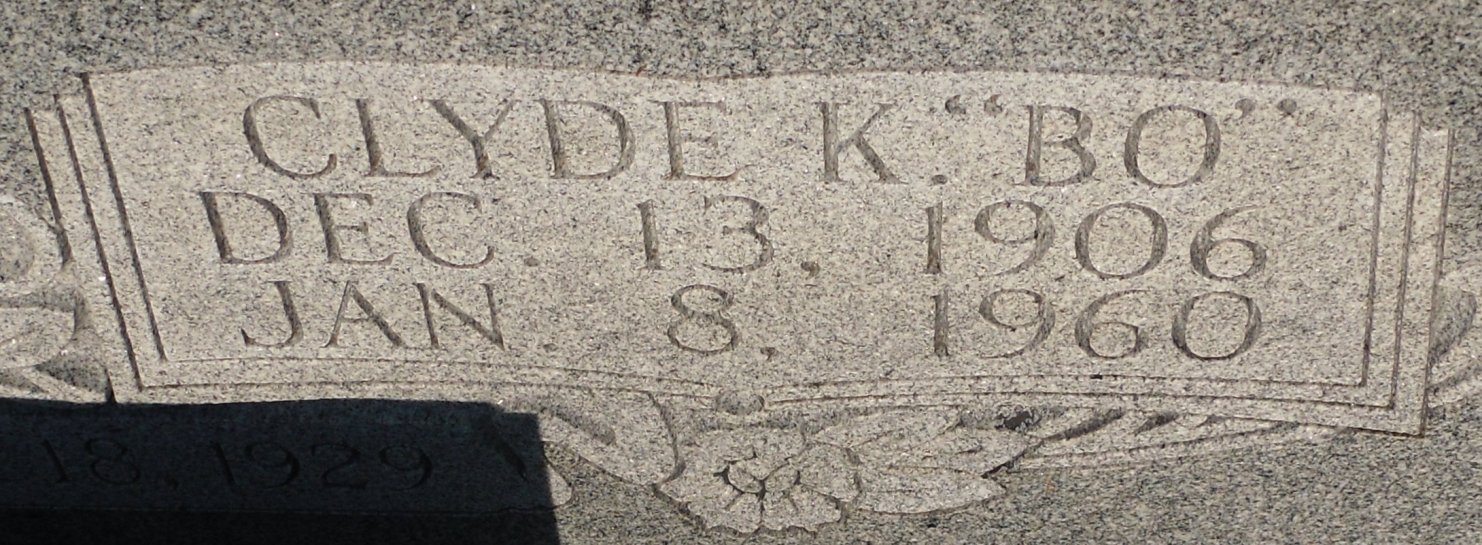 CLYDE K. “BO”
DEC. 13, 1906
JAN. 8, 1960
18, 1929